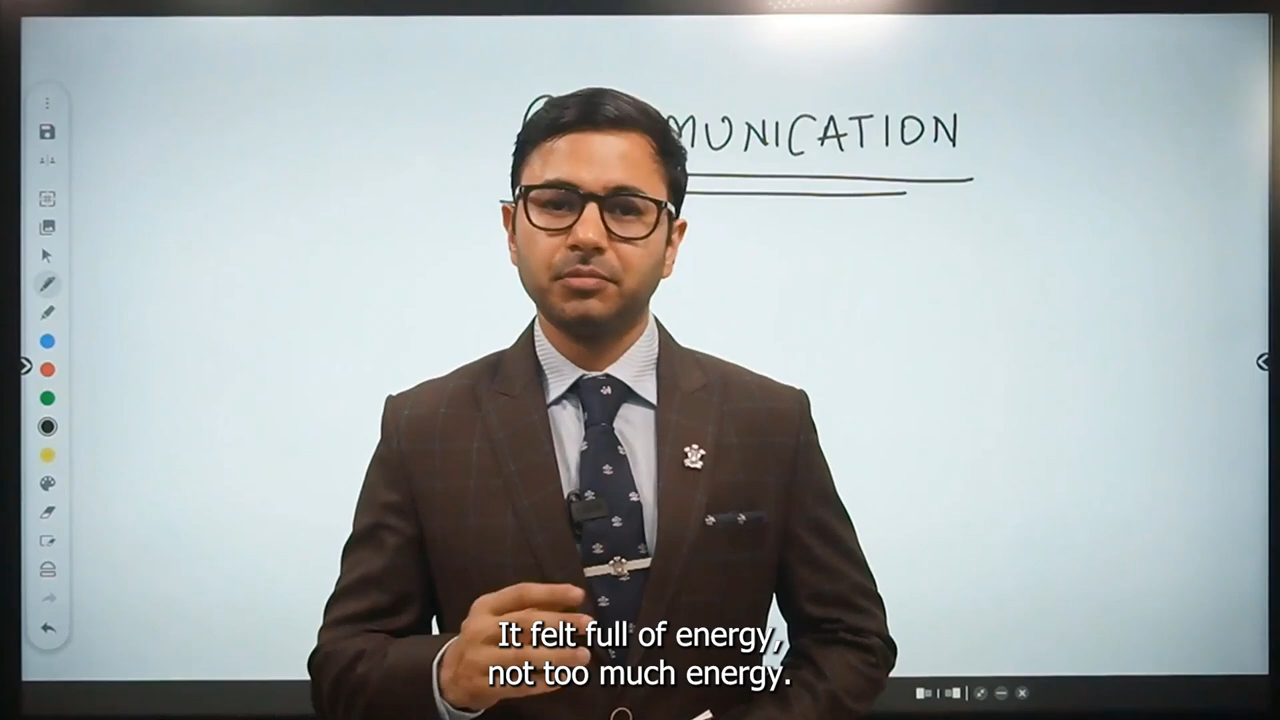 MUNICATION
It felt full of energy,
not too much energy.